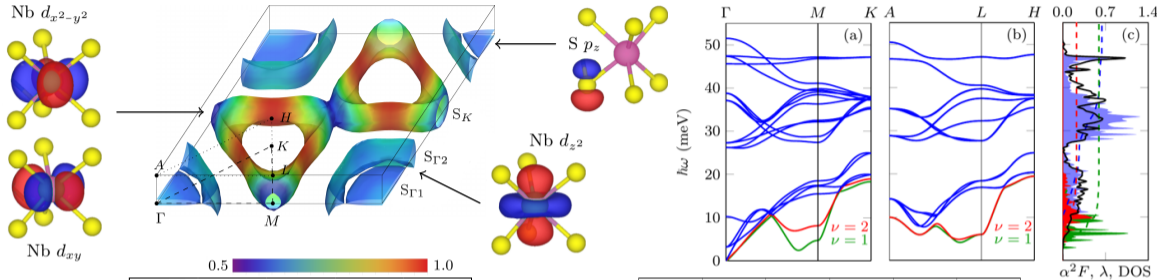 Nb d_{x²−y²}
Nb d_{xy}
A
Γ
H
K
L
M
S_K
S_{Γ2}
S_{Γ1}
0.5
1.0
S p_z
Nb d_{z²}
Γ M K
A L H
0.0 0.7 1.4
(a)
(b)
(c)
50
40
30
20
10
0
ħω (meV)
ν = 2
ν = 1
ν = 2
ν = 1
α²F, λ, DOS